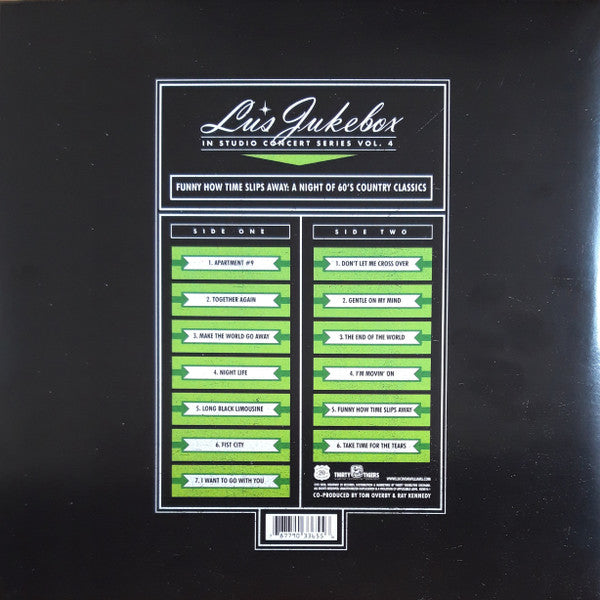 Lu's Jukebox
IN STUDIO CONCERT SERIES VOL. 4
FUNNY HOW TIME SLIPS AWAY: A NIGHT OF 60'S COUNTRY CLASSICS
SIDE ONE
1. APARTMENT #9
2. TOGETHER AGAIN
3. MAKE THE WORLD GO AWAY
4. NIGHT LIFE
5. LONG BLACK LIMOUSINE
6. FIST CITY
7. I WANT TO GO WITH YOU
SIDE TWO
1. DON'T LET ME CROSS OVER
2. GENTLE ON MY MIND
3. THE END OF THE WORLD
4. I'M MOVIN' ON
5. FUNNY HOW TIME SLIPS AWAY
6. TAKE TIME FOR THE TEARS
THIRTY TIGERS
WWW.LUCINDAWILLIAMS.COM
CO-PRODUCED BY TOM OVERBY & RAY KENNEDY